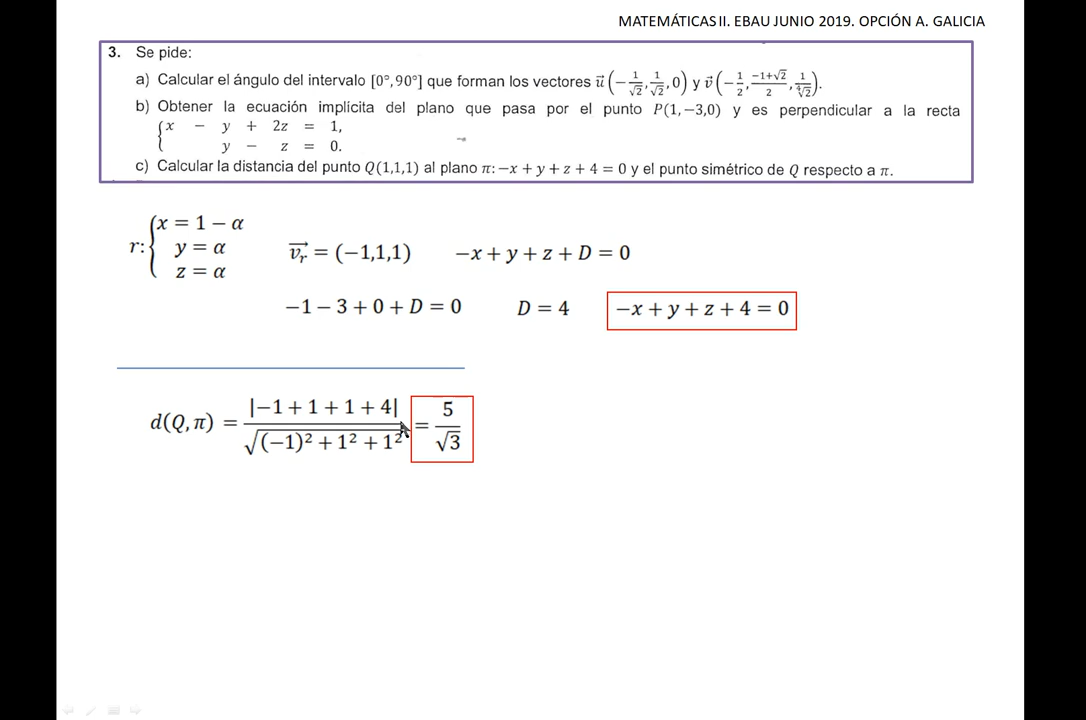 MATEMÁTICAS II. EBAU JUNIO 2019. OPCIÓN A. GALICIA
3. Se pide:
a) Calcular el ángulo del intervalo [0°,90°] que forman los vectores u⃗(−1/√2, 1/√2, 0) y v⃗(−1/2, (−1+√2)/2, 1/∜2).
b) Obtener la ecuación implícita del plano que pasa por el punto P(1,−3,0) y es perpendicular a la recta
{x − y + 2z = 1,
y − z = 0.
c) Calcular la distancia del punto Q(1,1,1) al plano π: −x + y + z + 4 = 0 y el punto simétrico de Q respecto a π.
r: {x = 1 − α
y = α
z = α
v⃗ᵣ = (−1,1,1) −x + y + z + D = 0
−1 − 3 + 0 + D = 0 D = 4 −x + y + z + 4 = 0
d(Q,π) = |−1 + 1 + 1 + 4| / √((−1)² + 1² + 1²) = 5/√3